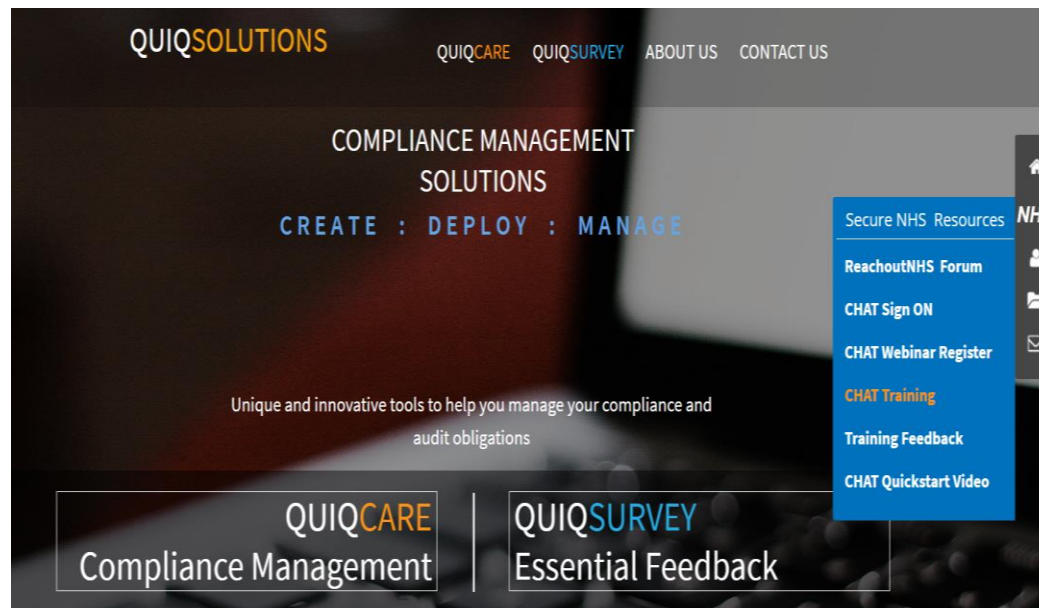 QUIQSOLUTIONS
QUIQCARE QUIQSURVEY ABOUT US CONTACT US
COMPLIANCE MANAGEMENT
SOLUTIONS
CREATE : DEPLOY : MANAGE
Secure NHS Resources
ReachoutNHS Forum
CHAT Sign ON
CHAT Webinar Register
CHAT Training
Training Feedback
CHAT Quickstart Video
NH
Unique and innovative tools to help you manage your compliance and
audit obligations
QUIQCARE
Compliance Management
QUIQSURVEY
Essential Feedback